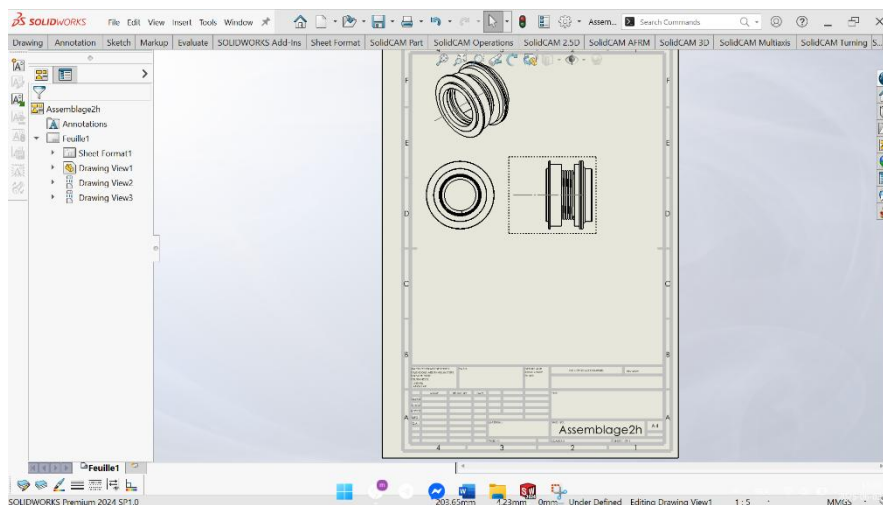 SOLIDWORKS File Edit View Insert Tools Window Assem... Search Commands
Drawing Annotation Sketch Markup Evaluate SOLIDWORKS Add-Ins Sheet Format SolidCAM Part SolidCAM Operations SolidCAM 2.5D SolidCAM AFRM SolidCAM 3D SolidCAM Multiaxis SolidCAM Turning S...
Assemblage2h
Annotations
Feuille1
Sheet Format1
Drawing View1
Drawing View2
Drawing View3
F F
E E
D D
C C
B B
A A
Assemblage2h
A4
4 3 2 1
Feuille1
SOLIDWORKS Premium 2024 SP1.0 203.65mm 4.23mm 0mm Under Defined Editing Drawing View1 1 : 5 MMGS